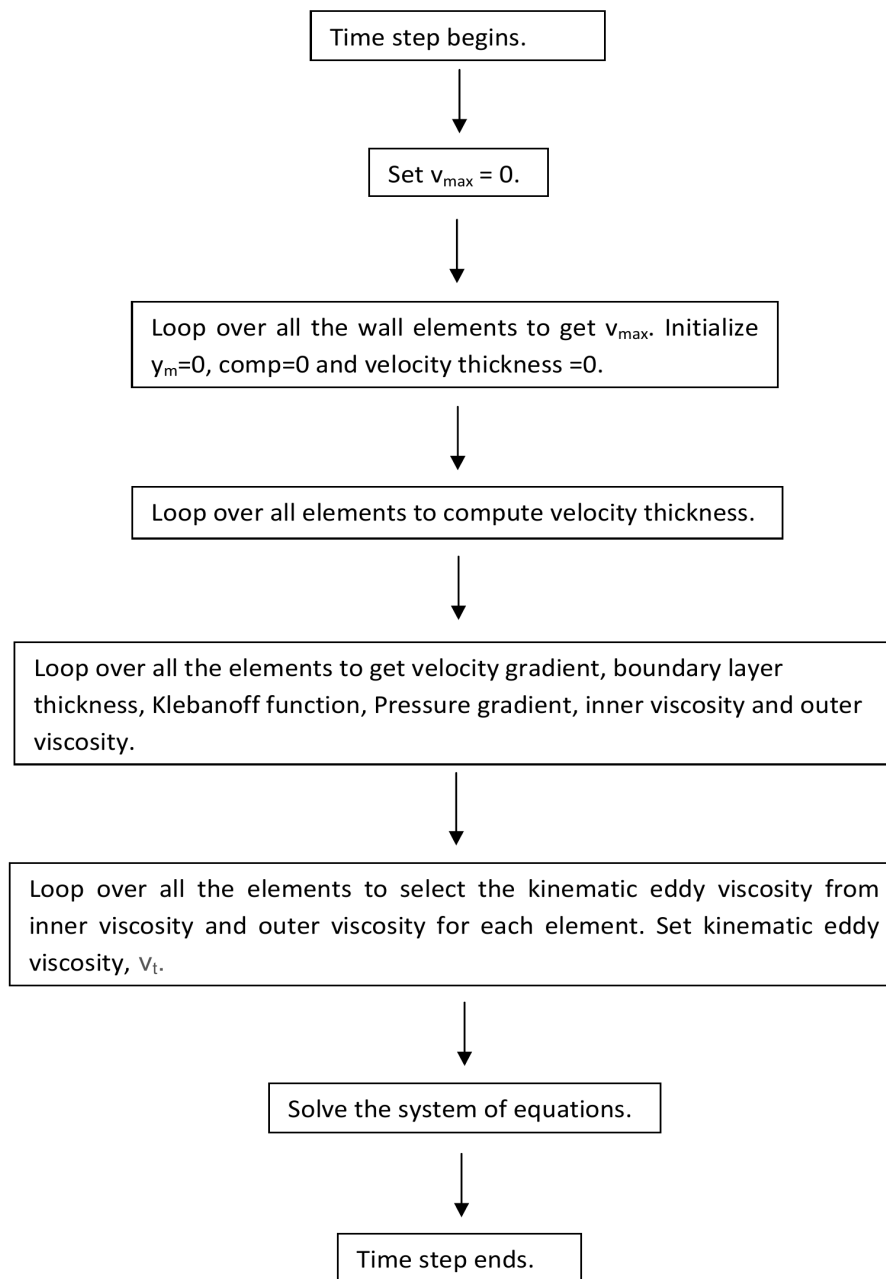 Time step begins.
Set v_max = 0.
Loop over all the wall elements to get v_max. Initialize
y_m=0, comp=0 and velocity thickness =0.
Loop over all elements to compute velocity thickness.
Loop over all the elements to get velocity gradient, boundary layer
thickness, Klebanoff function, Pressure gradient, inner viscosity and outer
viscosity.
Loop over all the elements to select the kinematic eddy viscosity from
inner viscosity and outer viscosity for each element. Set kinematic eddy
viscosity, ν_t.
Solve the system of equations.
Time step ends.